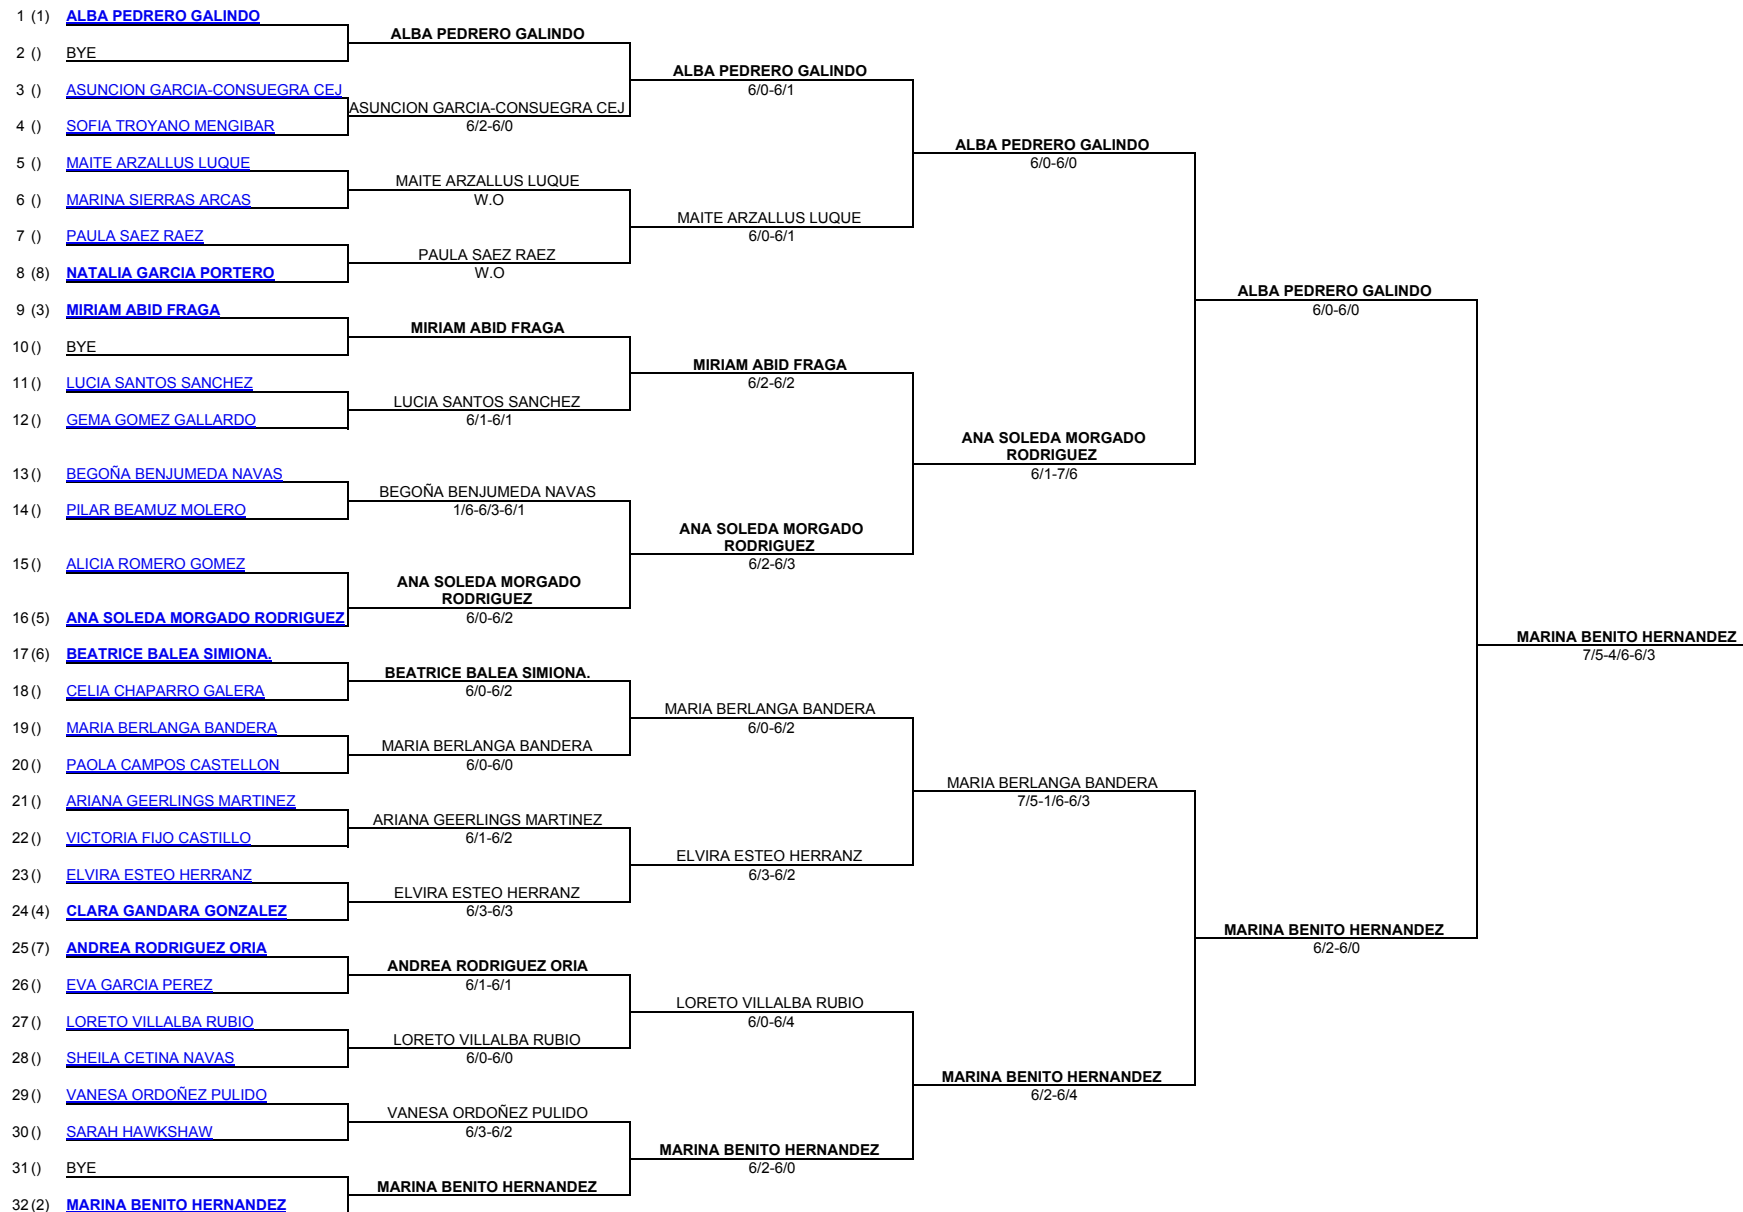 1 (1) ALBA PEDRERO GALINDO
ALBA PEDRERO GALINDO
2 () BYE
ALBA PEDRERO GALINDO
6/0-6/1
3 () ASUNCION GARCIA-CONSUEGRA CEJ
ASUNCION GARCIA-CONSUEGRA CEJ
6/2-6/0
4 () SOFIA TROYANO MENGIBAR
ALBA PEDRERO GALINDO
6/0-6/0
5 () MAITE ARZALLUS LUQUE
MAITE ARZALLUS LUQUE
W.O
6 () MARINA SIERRAS ARCAS
MAITE ARZALLUS LUQUE
6/0-6/1
7 () PAULA SAEZ RAEZ
PAULA SAEZ RAEZ
W.O
8 (8) NATALIA GARCIA PORTERO
ALBA PEDRERO GALINDO
6/0-6/0
9 (3) MIRIAM ABID FRAGA
MIRIAM ABID FRAGA
10 () BYE
MIRIAM ABID FRAGA
6/2-6/2
11 () LUCIA SANTOS SANCHEZ
LUCIA SANTOS SANCHEZ
6/1-6/1
12 () GEMA GOMEZ GALLARDO
ANA SOLEDA MORGADO
RODRIGUEZ
6/1-7/6
13 () BEGOÑA BENJUMEDA NAVAS
BEGOÑA BENJUMEDA NAVAS
1/6-6/3-6/1
14 () PILAR BEAMUZ MOLERO
ANA SOLEDA MORGADO
RODRIGUEZ
6/2-6/3
15 () ALICIA ROMERO GOMEZ
ANA SOLEDA MORGADO
RODRIGUEZ
6/0-6/2
16 (5) ANA SOLEDA MORGADO RODRIGUEZ
MARINA BENITO HERNANDEZ
7/5-4/6-6/3
17 (6) BEATRICE BALEA SIMIONA.
BEATRICE BALEA SIMIONA.
6/0-6/2
18 () CELIA CHAPARRO GALERA
MARIA BERLANGA BANDERA
6/0-6/2
19 () MARIA BERLANGA BANDERA
MARIA BERLANGA BANDERA
6/0-6/0
20 () PAOLA CAMPOS CASTELLON
MARIA BERLANGA BANDERA
7/5-1/6-6/3
21 () ARIANA GEERLINGS MARTINEZ
ARIANA GEERLINGS MARTINEZ
6/1-6/2
22 () VICTORIA FIJO CASTILLO
ELVIRA ESTEO HERRANZ
6/3-6/2
23 () ELVIRA ESTEO HERRANZ
ELVIRA ESTEO HERRANZ
6/3-6/3
24 (4) CLARA GANDARA GONZALEZ
MARINA BENITO HERNANDEZ
6/2-6/0
25 (7) ANDREA RODRIGUEZ ORIA
ANDREA RODRIGUEZ ORIA
6/1-6/1
26 () EVA GARCIA PEREZ
LORETO VILLALBA RUBIO
6/0-6/4
27 () LORETO VILLALBA RUBIO
LORETO VILLALBA RUBIO
6/0-6/0
28 () SHEILA CETINA NAVAS
MARINA BENITO HERNANDEZ
6/2-6/4
29 () VANESA ORDOÑEZ PULIDO
VANESA ORDOÑEZ PULIDO
6/3-6/2
30 () SARAH HAWKSHAW
MARINA BENITO HERNANDEZ
6/2-6/0
31 () BYE
MARINA BENITO HERNANDEZ
32 (2) MARINA BENITO HERNANDEZ